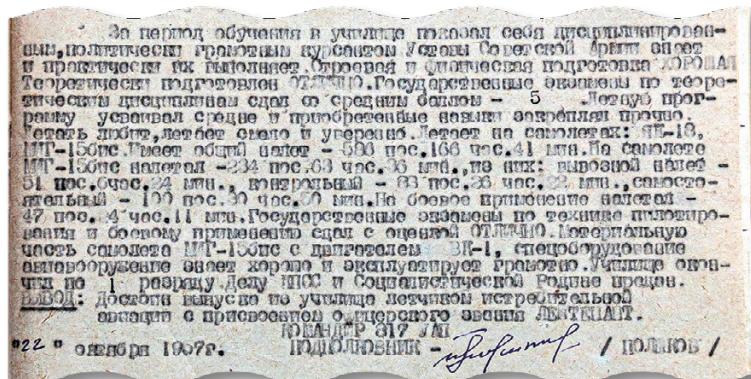 За период обучения в училище показал себя дисциплинирован-
ным,политически грамотным курсантом Уставы Советской Армии знает
и практически их выполняет.Строевая и физическая подготовка ХОРОШАЯ
Теоретически подготовлен ОТЛИЧНО.Государственные экзамены по теоре-
тическим дисциплинам сдал со средним баллом - 5 .Летную прог-
рамму усваивал средне и приобретенные навыки закреплял прочно.
Летать любит,летает смело и уверенно.Летает на самолетах: ЯК-18,
МИГ-15бис.Имеет общий налет - 586 пос.166 час.41 мин.На самолете
МИГ-15бис налетал -234 пос.63 час.36 мин.,из них: вывозной налет -
51 пос.6час.24 мин., контрольный - 83 пос.26 час.22 мин.,самосто-
ятельный - 100 пос.30 час.50 мин.На боевое применение налетал -
47 пос. час.11 мин.Государственные экзамены по технике пилотиро-
вания и боевому применению сдал с оценкой ОТЛИЧНО.Материальную
часть самолета МИГ-15бис с двигателем ВК-1, спецоборудование
авиавооружение знает хорошо и эксплуатирует грамотно.Училище окон-
чил по 1 разряду.Делу КПСС и Социалистической Родине предан.
ВЫВОД: Достоин выпуска из училища летчиком истребительной
авиации с присвоением офицерского звания ЛЕЙТЕНАНТ.
КОМАНДИР 317 УАП
"22" октября 1957г. ПОДПОЛКОВНИК - / ПОЛЯКОВ /